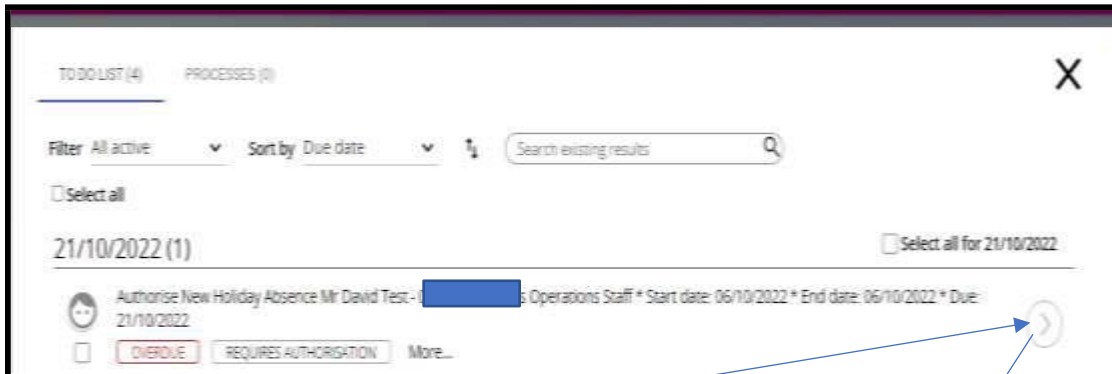 TO DO LIST (4) PROCESSES (0) X
Filter All active Sort by Due date Search existing results
Select all
21/10/2022 (1) Select all for 21/10/2022
Authorise New Holiday Absence Mr David Test - s Operations Staff * Start date: 06/10/2022 * End date: 06/10/2022 * Due:
21/10/2022
OVERDUE REQUIRES AUTHORISATION More...